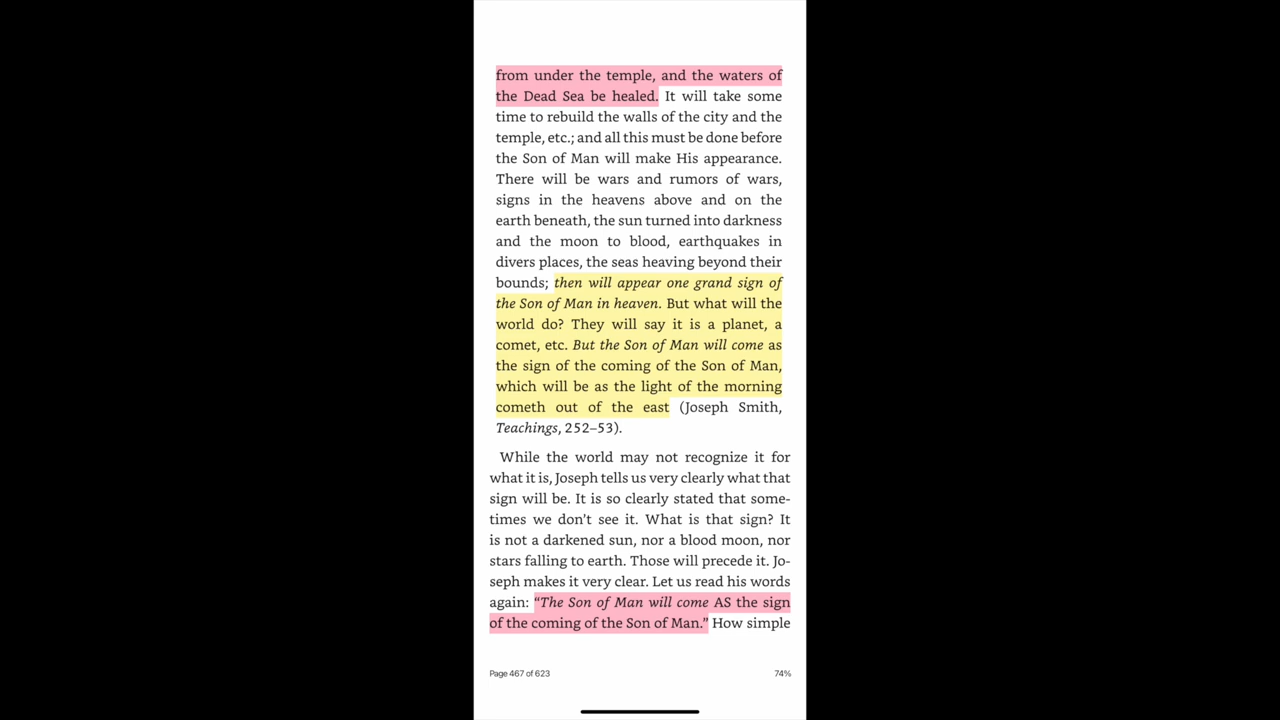 from under the temple, and the waters of
the Dead Sea be healed. It will take some
time to rebuild the walls of the city and the
temple, etc.; and all this must be done before
the Son of Man will make His appearance.
There will be wars and rumors of wars,
signs in the heavens above and on the
earth beneath, the sun turned into darkness
and the moon to blood, earthquakes in
divers places, the seas heaving beyond their
bounds; then will appear one grand sign of
the Son of Man in heaven. But what will the
world do? They will say it is a planet, a
comet, etc. But the Son of Man will come as
the sign of the coming of the Son of Man,
which will be as the light of the morning
cometh out of the east (Joseph Smith,
Teachings, 252–53).
While the world may not recognize it for
what it is, Joseph tells us very clearly what that
sign will be. It is so clearly stated that some-
times we don’t see it. What is that sign? It
is not a darkened sun, nor a blood moon, nor
stars falling to earth. Those will precede it. Jo-
seph makes it very clear. Let us read his words
again: “The Son of Man will come AS the sign
of the coming of the Son of Man.” How simple
Page 467 of 623
74%